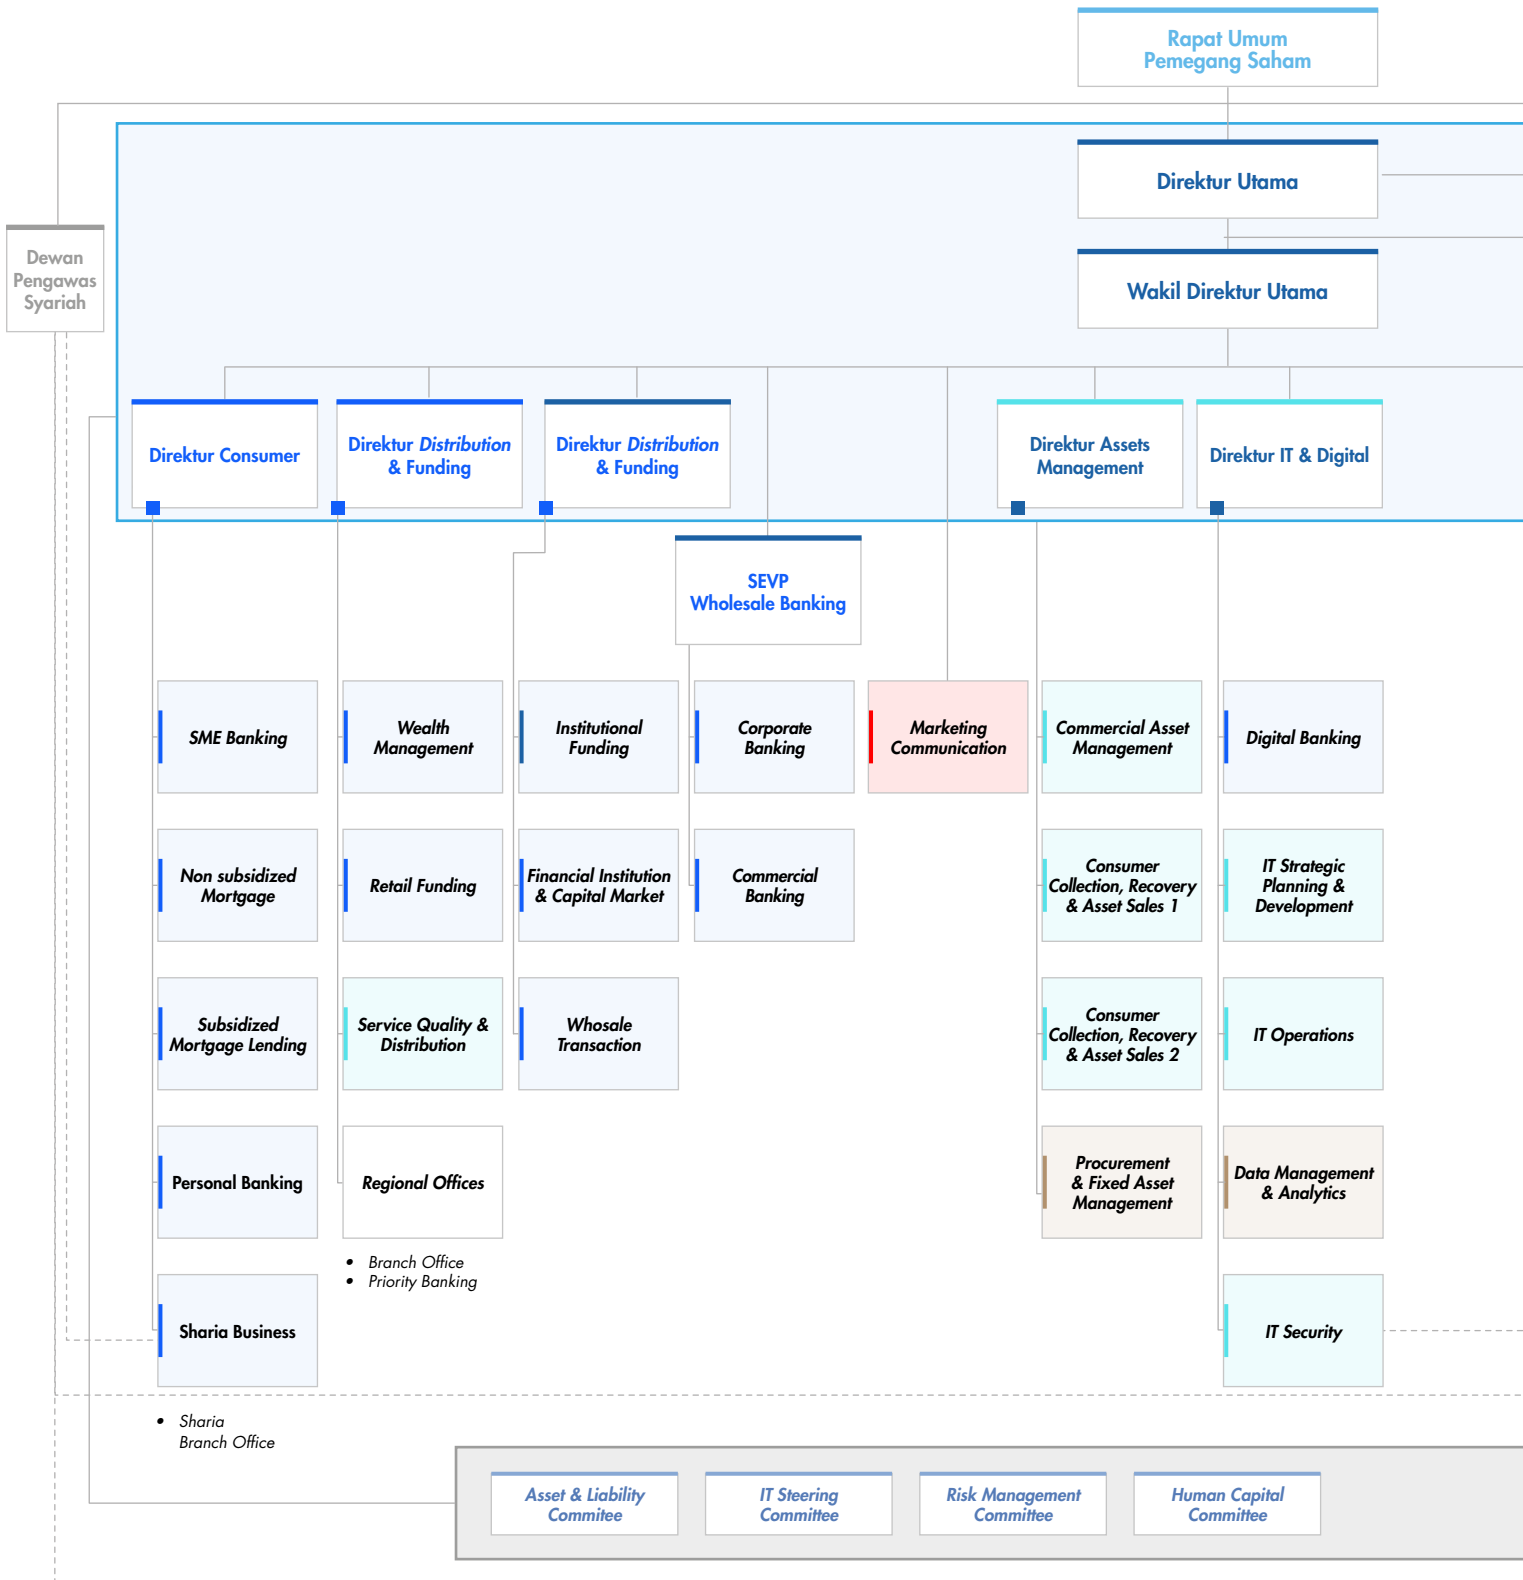 Rapat Umum
Pemegang Saham
Direktur Utama
Dewan
Pengawas
Syariah
Wakil Direktur Utama
Direktur Consumer
Direktur Distribution
& Funding
Direktur Distribution
& Funding
Direktur Assets
Management
Direktur IT & Digital
SEVP
Wholesale Banking
SME Banking
Wealth
Management
Institutional
Funding
Corporate
Banking
Marketing
Communication
Commercial Asset
Management
Digital Banking
Non subsidized
Mortgage
Retail Funding
Financial Institution
& Capital Market
Commercial
Banking
Consumer
Collection, Recovery
& Asset Sales 1
IT Strategic
Planning &
Development
Subsidized
Mortgage Lending
Service Quality &
Distribution
Whosale
Transaction
Consumer
Collection, Recovery
& Asset Sales 2
IT Operations
Personal Banking
Regional Offices
Procurement
& Fixed Asset
Management
Data Management
& Analytics
• Branch Office
• Priority Banking
Sharia Business
IT Security
• Sharia
Branch Office
Asset & Liability
Commitee
IT Steering
Committee
Risk Management
Committee
Human Capital
Committee